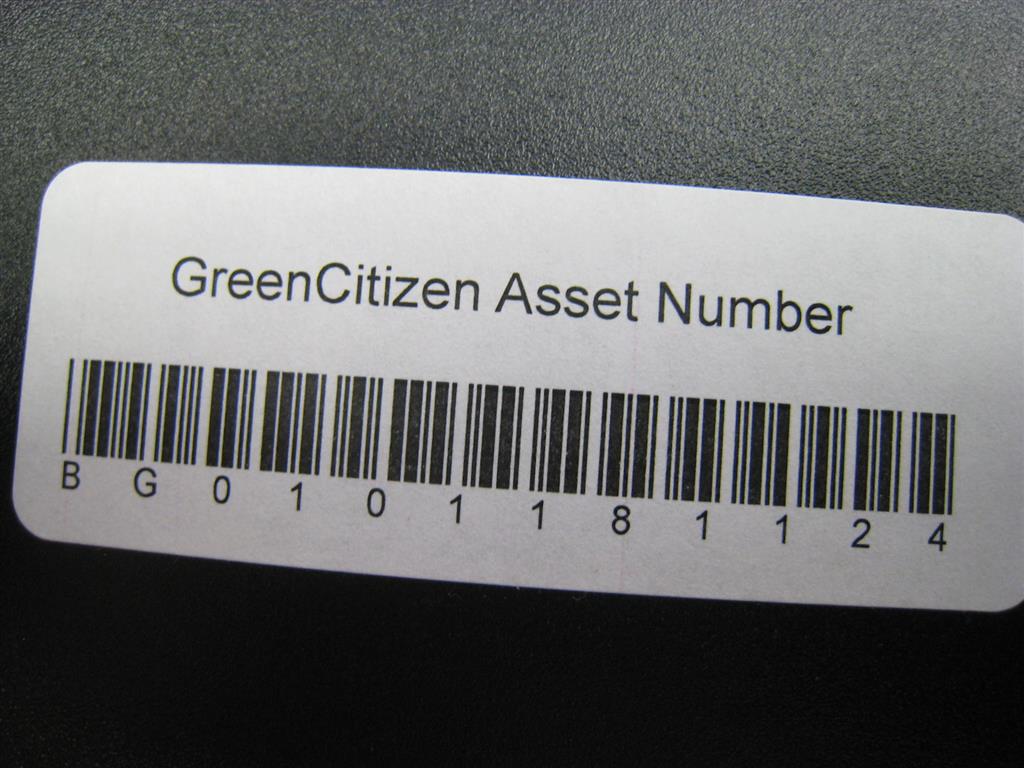 GreenCitizen Asset Number
B G 0 1 0 1 1 8 1 1 2 4